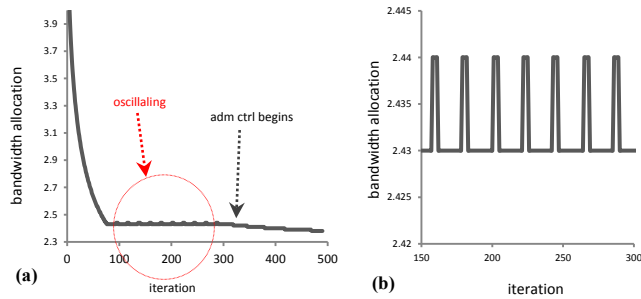 3.9
3.7
3.5
3.3
3.1
2.9
2.7
2.5
2.3
bandwidth allocation
oscillaling
adm ctrl begins
0 100 200 300 400 500
iteration
(a)
2.445
2.44
2.435
2.43
2.425
2.42
bandwidth allocation
150 200 250 300
iteration
(b)